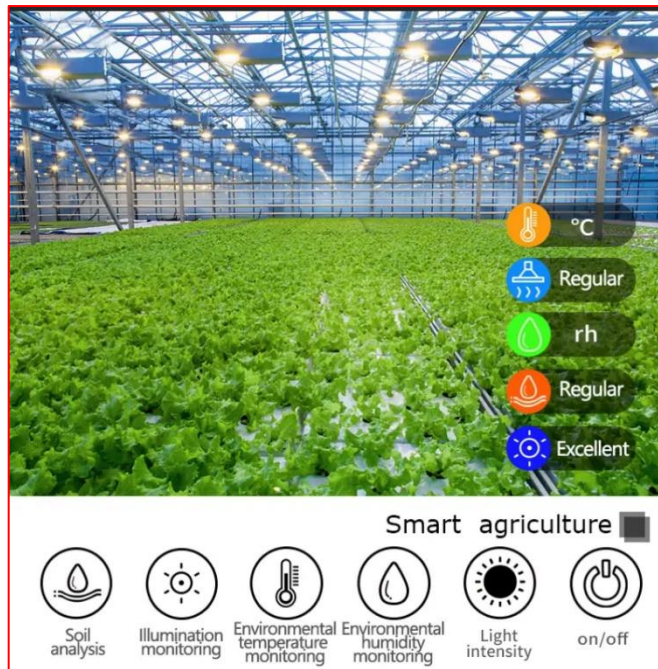 °C
Regular
rh
Regular
Excellent
Smart agriculture
Soil
analysis
Illumination
monitoring
Environmental
temperature
monitoring
Environmental
humidity
monitoring
Light
intensity
on/off